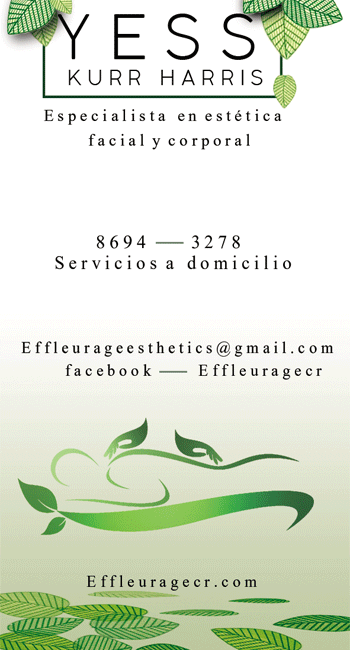 YESS
KURR HARRIS
Especialista en estética
facial y corporal
8694 — 3278
Servicios a domicilio
Effleurageesthetics@gmail.com
facebook — Effleuragecr
Effleuragecr.com